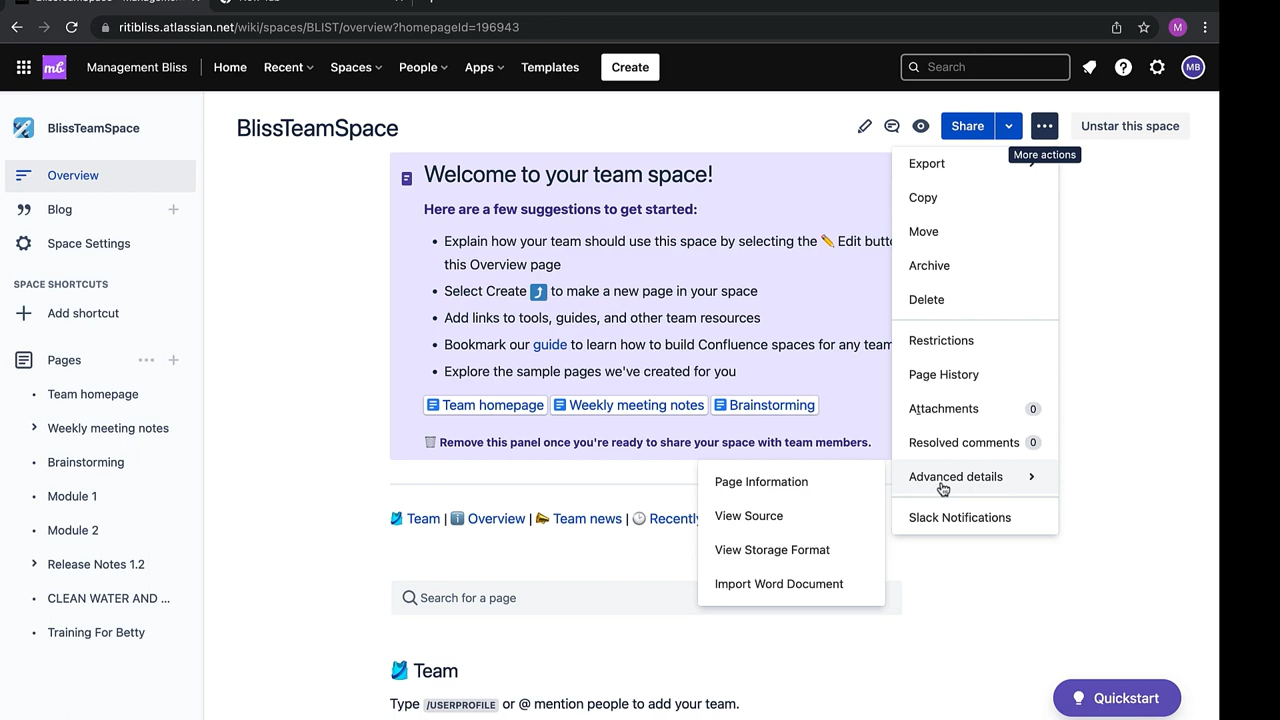 ritibliss.atlassian.net/wiki/spaces/BLIST/overview?homepageId=196943
M
mb Management Bliss Home Recent Spaces People Apps Templates Create Search MB
BlissTeamSpace
Overview
Blog
Space Settings
SPACE SHORTCUTS
Add shortcut
Pages
Team homepage
Weekly meeting notes
Brainstorming
Module 1
Module 2
Release Notes 1.2
CLEAN WATER AND ...
Training For Betty
BlissTeamSpace
Share
Unstar this space
More actions
Welcome to your team space!
Here are a few suggestions to get started:
• Explain how your team should use this space by selecting the ✏️ Edit butto
this Overview page
• Select Create to make a new page in your space
• Add links to tools, guides, and other team resources
• Bookmark our guide to learn how to build Confluence spaces for any team
• Explore the sample pages we've created for you
Team homepage Weekly meeting notes Brainstorming
Remove this panel once you're ready to share your space with team members.
Team | Overview | Team news | Recently
Search for a page
Team
Type /USERPROFILE or @ mention people to add your team.
Export
Copy
Move
Archive
Delete
Restrictions
Page History
Attachments 0
Resolved comments 0
Advanced details
Slack Notifications
Page Information
View Source
View Storage Format
Import Word Document
Quickstart